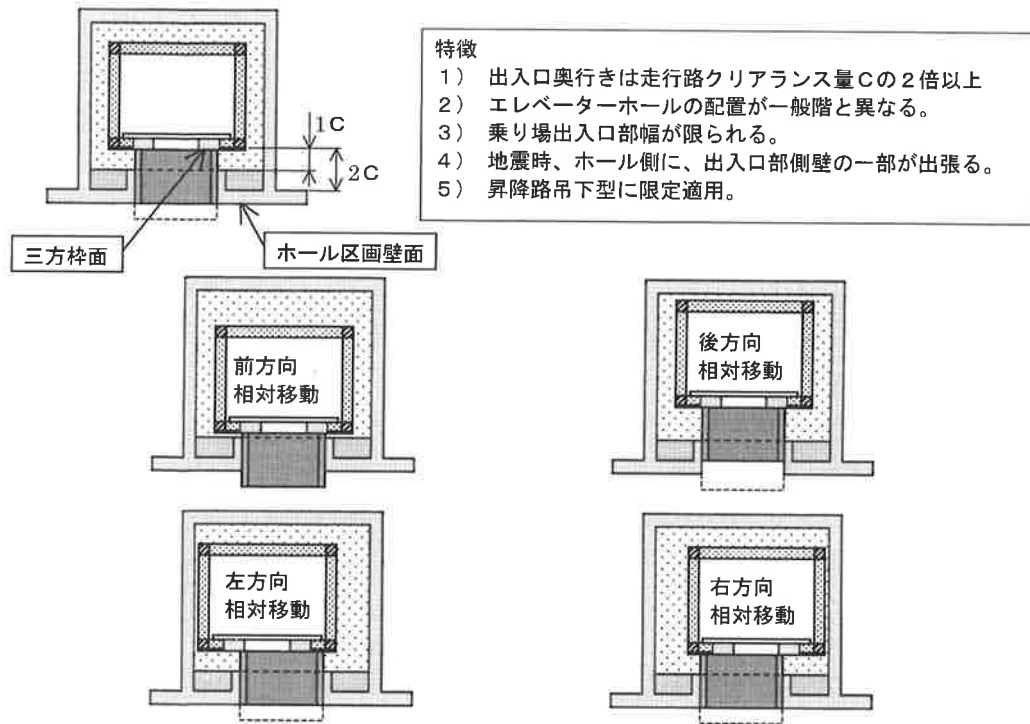 特徴
1） 出入口奥行きは走行路クリアランス量Cの2倍以上
2） エレベーターホールの配置が一般階と異なる。
3） 乗り場出入口部幅が限られる。
4） 地震時、ホール側に、出入口部側壁の一部が出張る。
5） 昇降路吊下型に限定適用。
1C
2C
三方枠面
ホール区画壁面
前方向
相対移動
後方向
相対移動
左方向
相対移動
右方向
相対移動